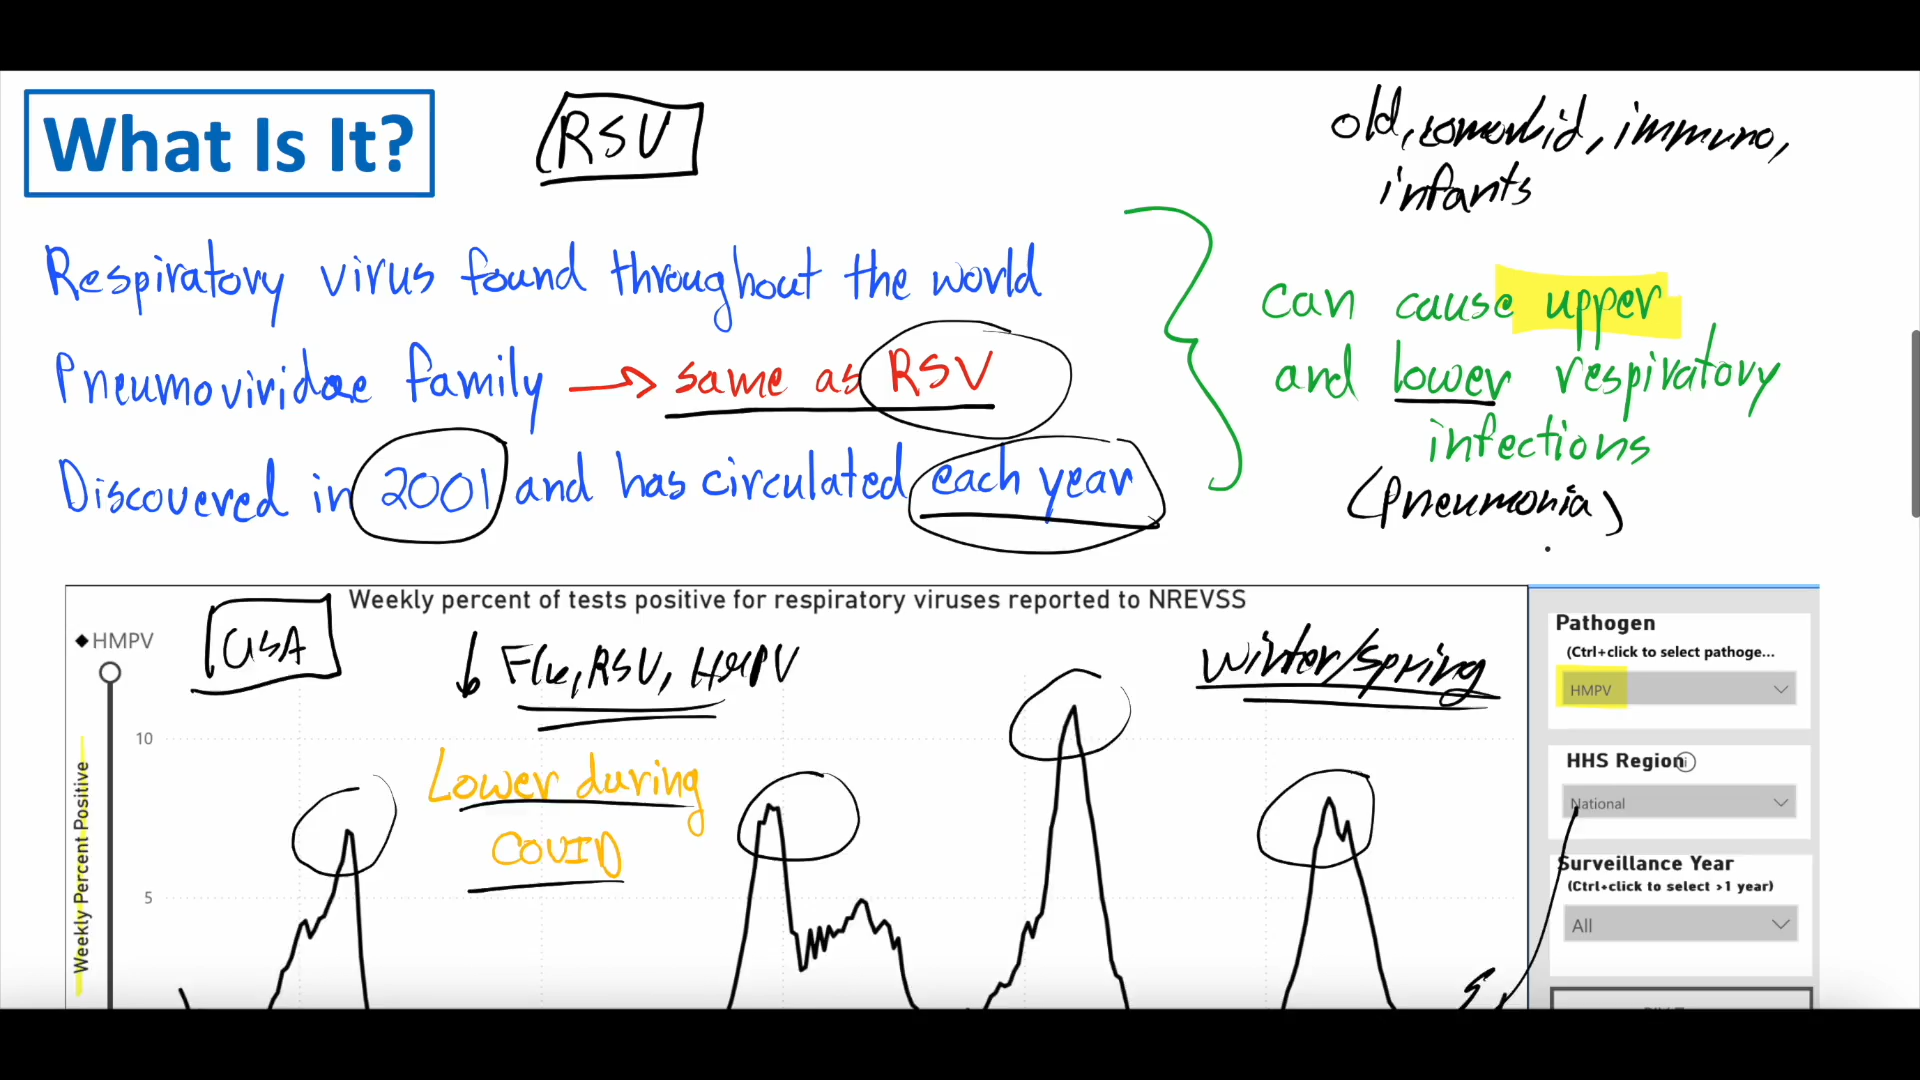 What Is It?
RSV
old, comorbid, immuno,
infants
Respiratory virus found throughout the world
Pneumoviridae family → same as RSV
Discovered in 2001 and has circulated each year
can cause upper
and lower respiratory
infections
(Pneumonia)
Weekly percent of tests positive for respiratory viruses reported to NREVSS
HMPV
USA
↓ Flu, RSV, HMPV
Winter/Spring
Lower during
COVID
10
5
Weekly Percent Positive
Pathogen
(Ctrl+click to select pathoge...
HMPV
HHS Region
National
Surveillance Year
(Ctrl+click to select >1 year)
All